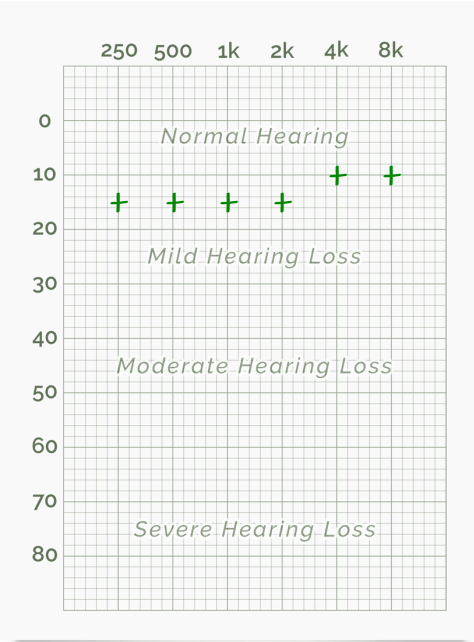 250 500 1k 2k 4k 8k
0
Normal Hearing
10
20
Mild Hearing Loss
30
40
Moderate Hearing Loss
50
60
70
Severe Hearing Loss
80